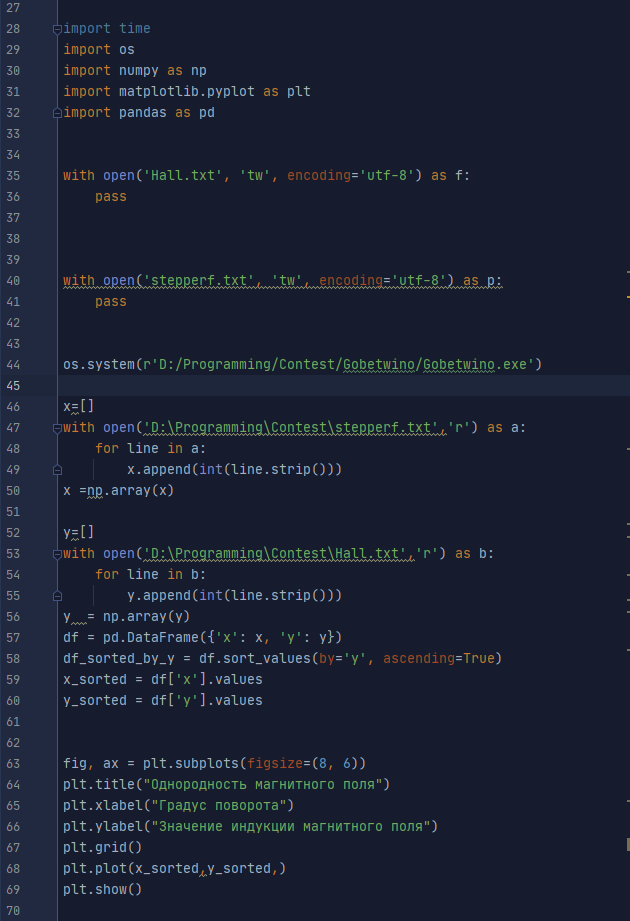 27
28 import time
29 import os
30 import numpy as np
31 import matplotlib.pyplot as plt
32 import pandas as pd
33
34
35 with open('Hall.txt', 'tw', encoding='utf-8') as f:
36     pass
37
38
39
40 with open('stepperf.txt', 'tw', encoding='utf-8') as p:
41     pass
42
43
44 os.system(r'D:/Programming/Contest/Gobetwino/Gobetwino.exe')
45
46 x=[]
47 with open('D:\Programming\Contest\stepperf.txt','r') as a:
48     for line in a:
49         x.append(int(line.strip()))
50 x =np.array(x)
51
52 y=[]
53 with open('D:\Programming\Contest\Hall.txt','r') as b:
54     for line in b:
55         y.append(int(line.strip()))
56 y  = np.array(y)
57 df = pd.DataFrame({'x': x, 'y': y})
58 df_sorted_by_y = df.sort_values(by='y', ascending=True)
59 x_sorted = df['x'].values
60 y_sorted = df['y'].values
61
62
63 fig, ax = plt.subplots(figsize=(8, 6))
64 plt.title("Однородность магнитного поля")
65 plt.xlabel("Градус поворота")
66 plt.ylabel("Значение индукции магнитного поля")
67 plt.grid()
68 plt.plot(x_sorted,y_sorted,)
69 plt.show()
70